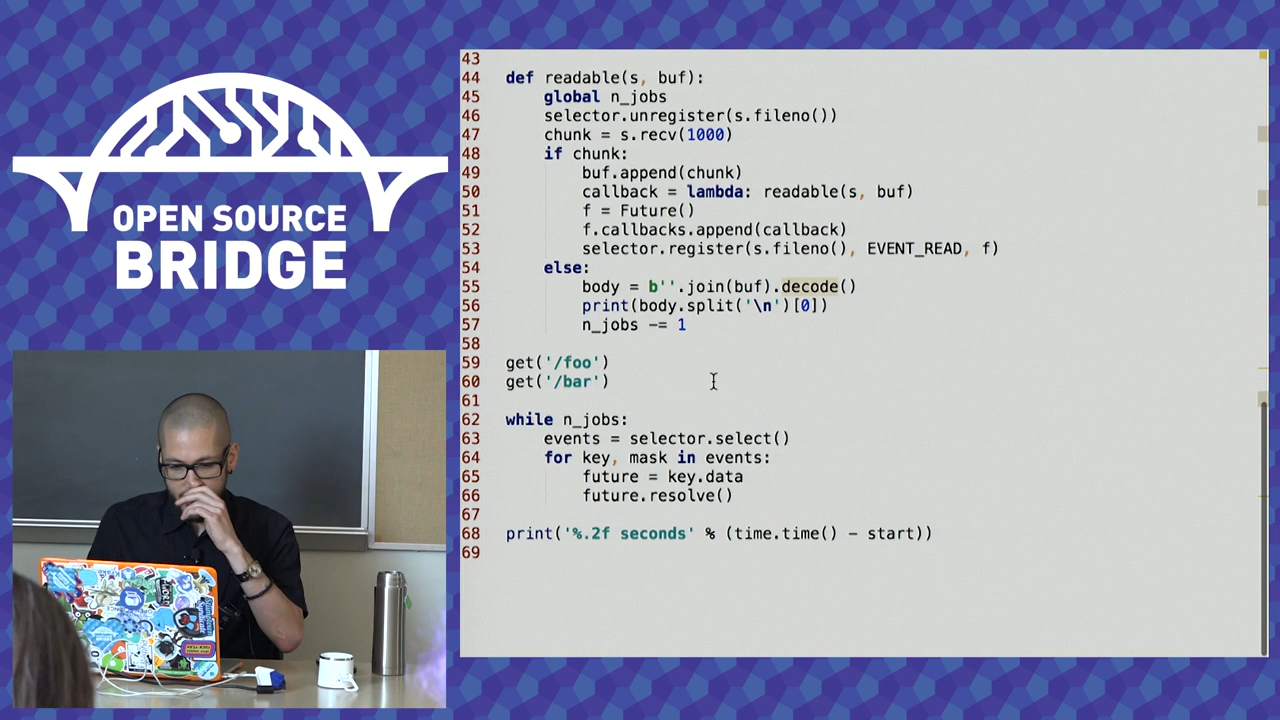 OPEN SOURCE
BRIDGE
43
44 def readable(s, buf):
45     global n_jobs
46     selector.unregister(s.fileno())
47     chunk = s.recv(1000)
48     if chunk:
49         buf.append(chunk)
50         callback = lambda: readable(s, buf)
51         f = Future()
52         f.callbacks.append(callback)
53         selector.register(s.fileno(), EVENT_READ, f)
54     else:
55         body = b''.join(buf).decode()
56         print(body.split('\n')[0])
57         n_jobs -= 1
58
59 get('/foo')
60 get('/bar')
61
62 while n_jobs:
63     events = selector.select()
64     for key, mask in events:
65         future = key.data
66         future.resolve()
67
68 print('%.2f seconds' % (time.time() - start))
69